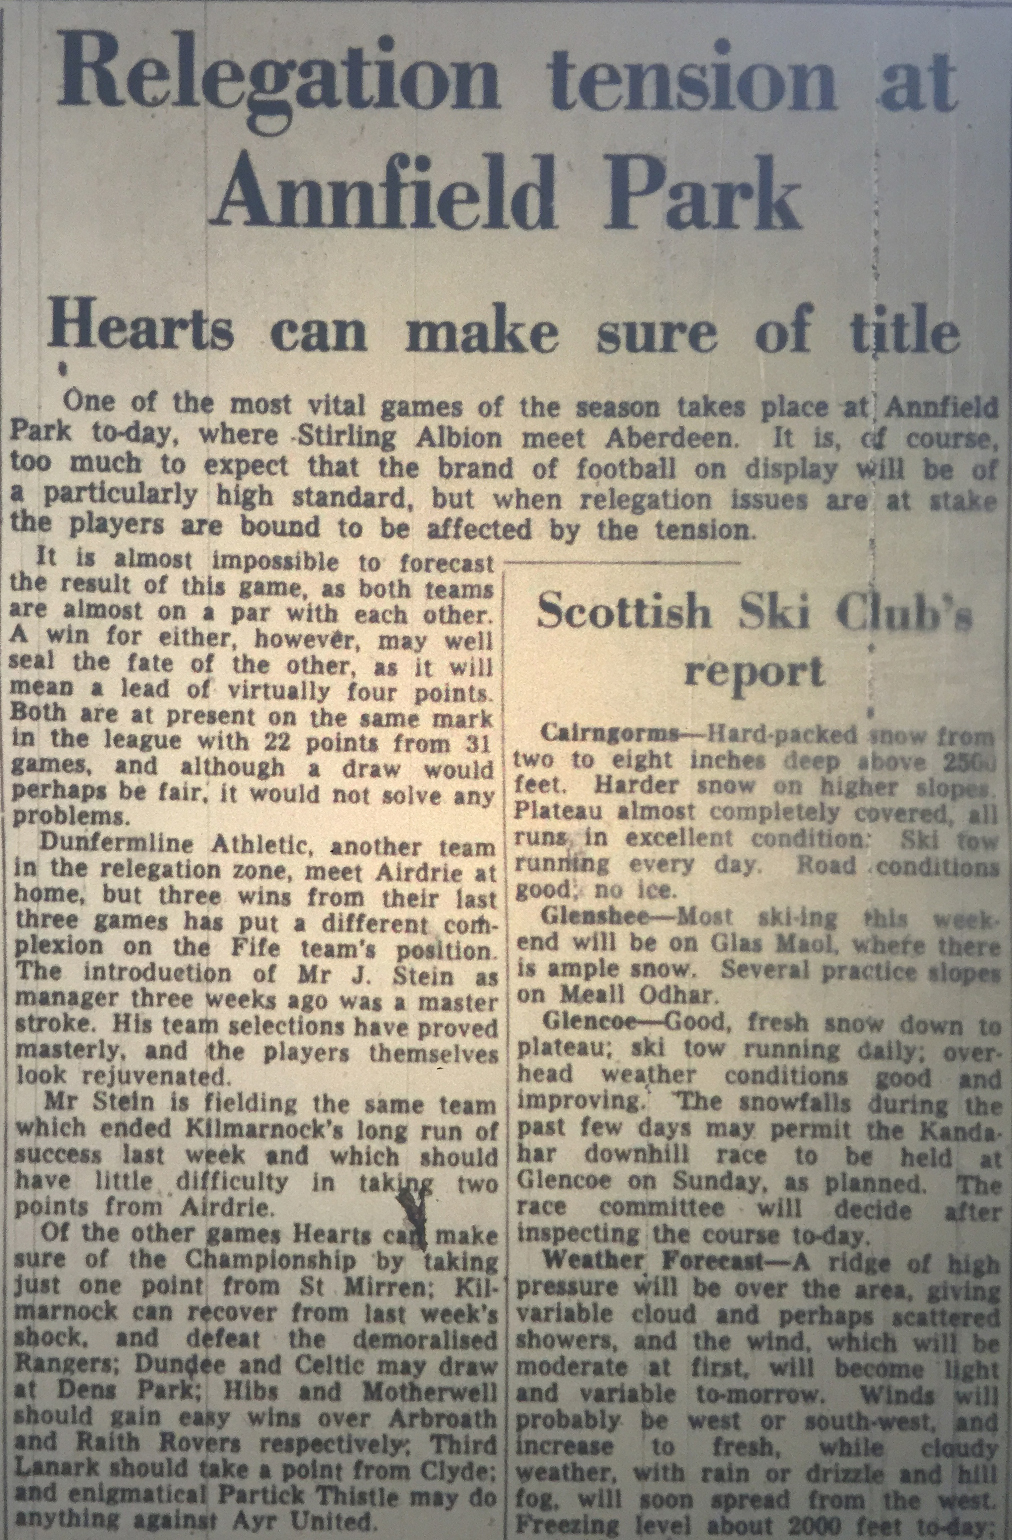 Relegation tension at
Annfield Park
Hearts can make sure of title
One of the most vital games of the season takes place at Annfield
Park to-day, where Stirling Albion meet Aberdeen. It is, of course,
too much to expect that the brand of football on display will be of
a particularly high standard, but when relegation issues are at stake
the players are bound to be affected by the tension.
It is almost impossible to forecast
the result of this game, as both teams
are almost on a par with each other.
A win for either, however, may well
seal the fate of the other, as it will
mean a lead of virtually four points.
Both are at present on the same mark
in the league with 22 points from 31
games, and although a draw would
perhaps be fair, it would not solve any
problems.
Dunfermline Athletic, another team
in the relegation zone, meet Airdrie at
home, but three wins from their last
three games has put a different com-
plexion on the Fife team's position.
The introduction of Mr J. Stein as
manager three weeks ago was a master
stroke. His team selections have proved
masterly, and the players themselves
look rejuvenated.
Mr Stein is fielding the same team
which ended Kilmarnock's long run of
success last week and which should
have little difficulty in taking two
points from Airdrie.
Of the other games Hearts can make
sure of the Championship by taking
just one point from St Mirren; Kil-
marnock can recover from last week's
shock, and defeat the demoralised
Rangers; Dundee and Celtic may draw
at Dens Park; Hibs and Motherwell
should gain easy wins over Arbroath
and Raith Rovers respectively; Third
Lanark should take a point from Clyde;
and enigmatical Partick Thistle may do
anything against Ayr United.
Scottish Ski Club's
report
Cairngorms—Hard-packed snow from
two to eight inches deep above 2500
feet. Harder snow on higher slopes.
Plateau almost completely covered, all
runs in excellent condition: Ski tow
running every day. Road conditions
good; no ice.
Glenshee—Most ski-ing this week-
end will be on Glas Maol, where there
is ample snow. Several practice slopes
on Meall Odhar.
Glencoe—Good, fresh snow down to
plateau; ski tow running daily; over-
head weather conditions good and
improving. The snowfalls during the
past few days may permit the Kanda-
har downhill race to be held at
Glencoe on Sunday, as planned. The
race committee will decide after
inspecting the course to-day.
Weather Forecast—A ridge of high
pressure will be over the area, giving
variable cloud and perhaps scattered
showers, and the wind, which will be
moderate at first, will become light
and variable to-morrow. Winds will
probably be west or south-west, and
increase to fresh, while cloudy
weather, with rain or drizzle and hill
fog, will soon spread from the west.
Freezing level about 2000 feet to-day;